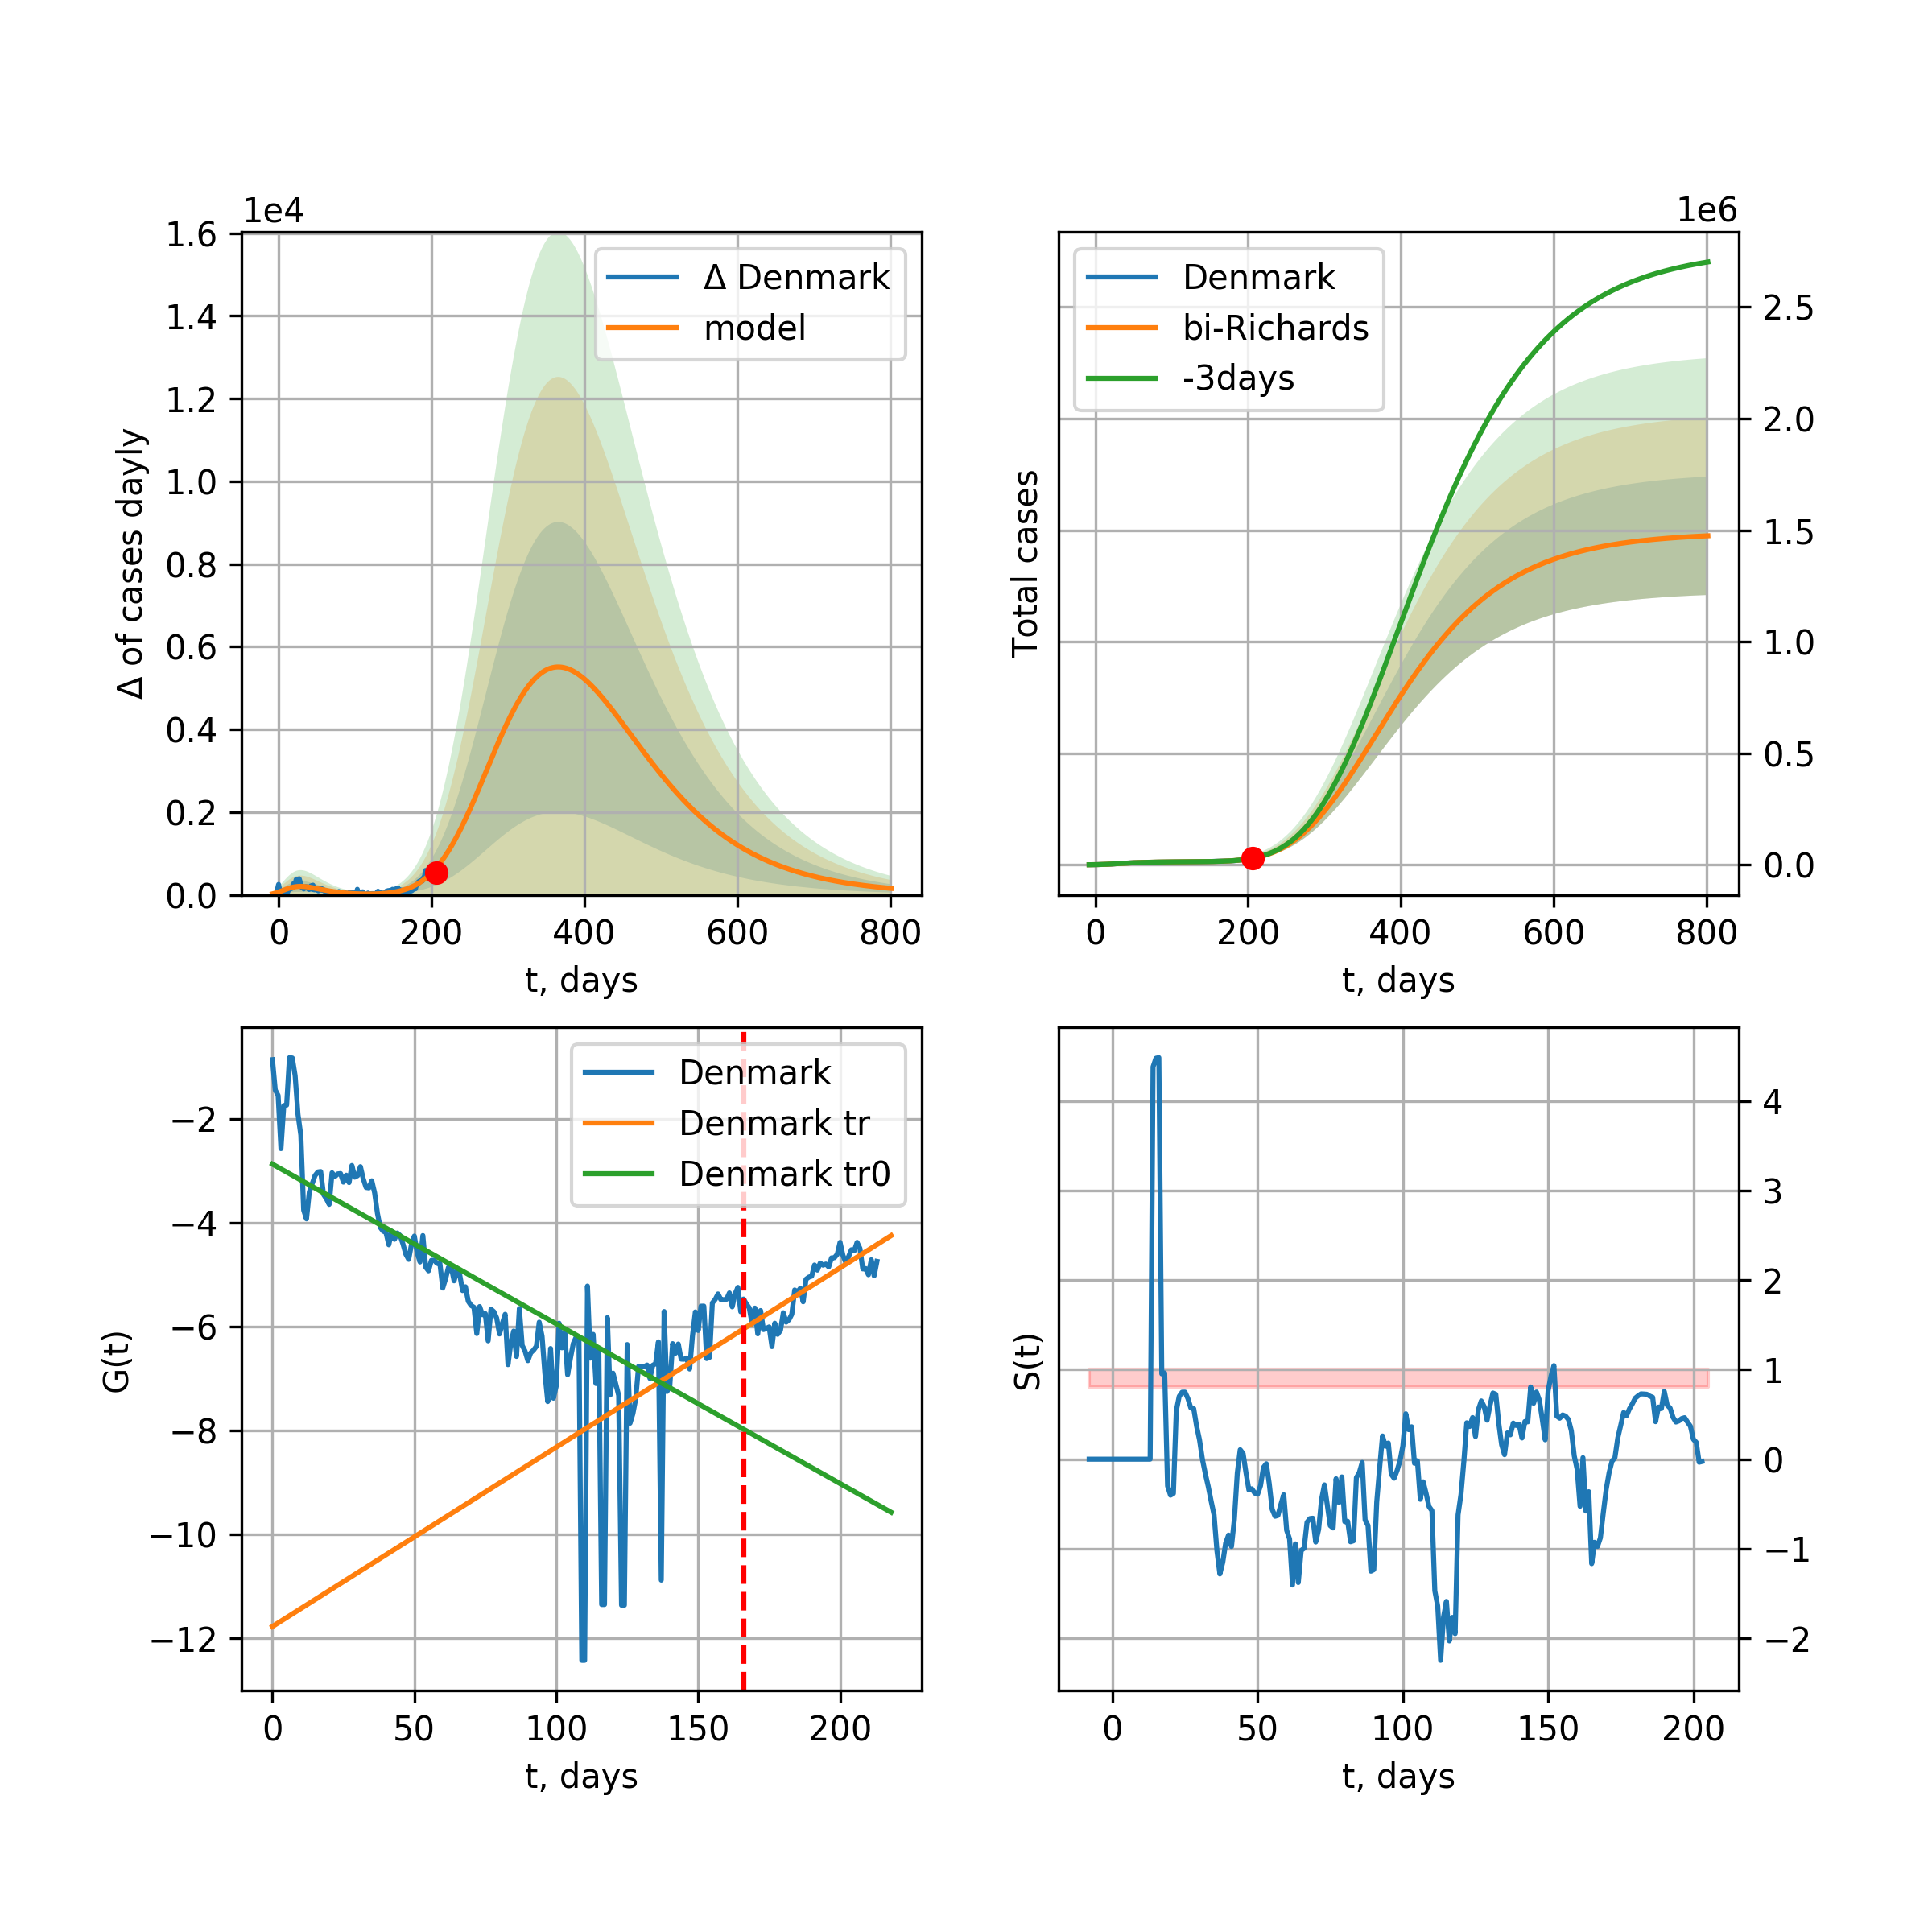 1e4
1.6
1.4
1.2
1.0
0.8
0.6
0.4
0.2
0.0
Δ of cases dayly
Δ Denmark
model
0 200 400 600 800
t, days
1e6
Total cases
Denmark
bi-Richards
-3days
2.5
2.0
1.5
1.0
0.5
0.0
0 200 400 600 800
t, days
G(t)
−2
−4
−6
−8
−10
−12
Denmark
Denmark tr
Denmark tr0
0 50 100 150 200
t, days
S(t)
4
3
2
1
0
−1
−2
0 50 100 150 200
t, days